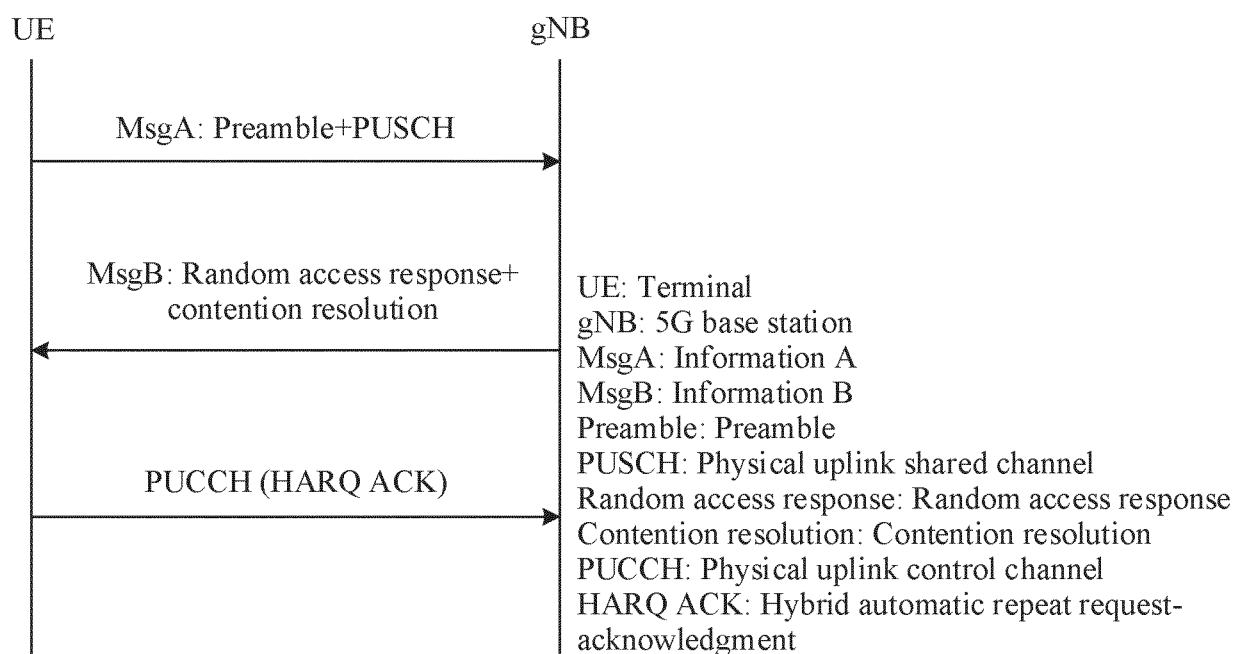 UE
gNB
MsgA: Preamble+PUSCH
MsgB: Random access response+
contention resolution
PUCCH (HARQ ACK)
UE: Terminal
gNB: 5G base station
MsgA: Information A
MsgB: Information B
Preamble: Preamble
PUSCH: Physical uplink shared channel
Random access response: Random access response
Contention resolution: Contention resolution
PUCCH: Physical uplink control channel
HARQ ACK: Hybrid automatic repeat request-
acknowledgment